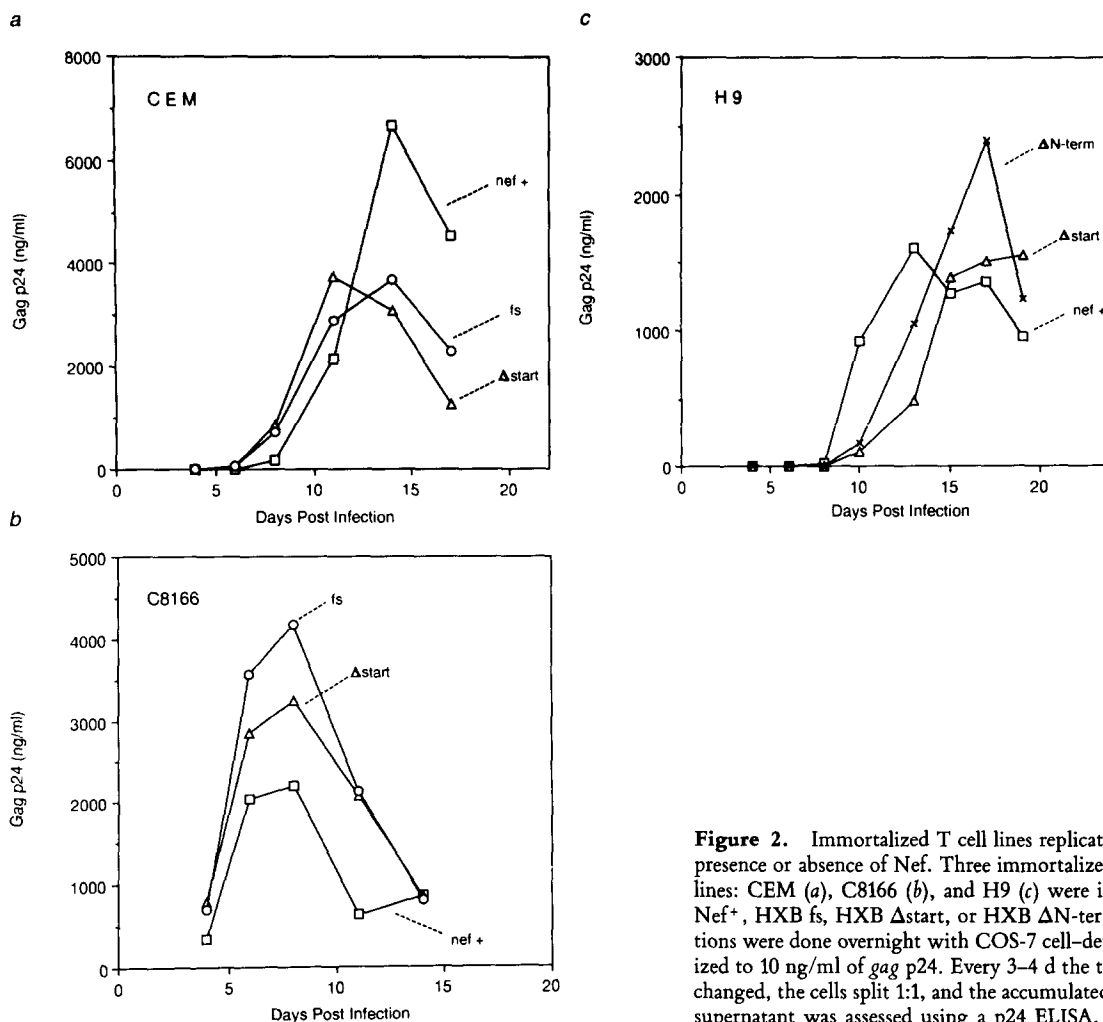 a
8000
6000
4000
2000
0
0
5
10
15
20
CEM
nef +
fs
Δstart
Gag p24 (ng/ml)
Days Post Infection
b
5000
4000
3000
2000
1000
0
0
5
10
15
20
C8166
fs
Δstart
nef +
Gag p24 (ng/ml)
Days Post Infection
c
3000
2000
1000
0
0
5
10
15
20
H9
ΔN-term
Δstart
nef +
Gag p24 (ng/ml)
Days Post Infection
Figure 2. Immortalized T cell lines replicat
presence or absence of Nef. Three immortalize
lines: CEM (a), C8166 (b), and H9 (c) were i
Nef+, HXB fs, HXB Δstart, or HXB ΔN-ter
tions were done overnight with COS-7 cell–de
ized to 10 ng/ml of gag p24. Every 3–4 d the t
changed, the cells split 1:1, and the accumulated
supernatant was assessed using a p24 ELISA.